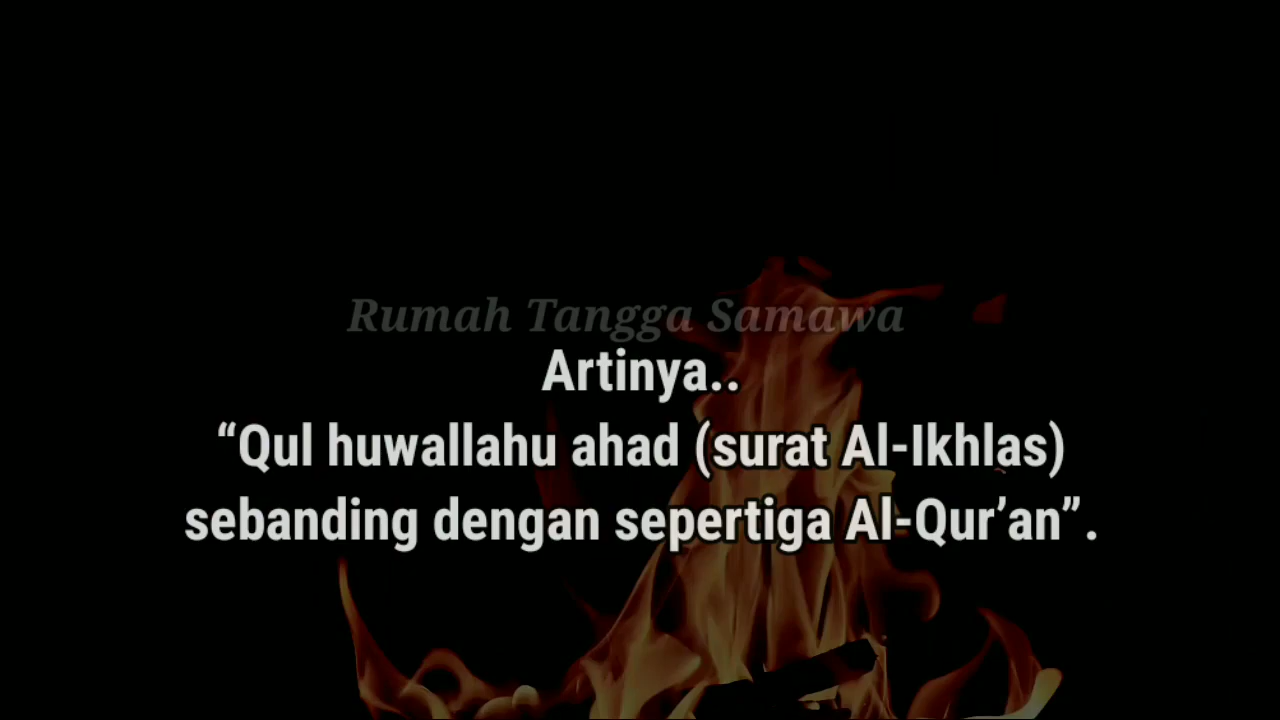 Rumah Tangga Samawa
Artinya..
“Qul huwallahu ahad (surat Al-Ikhlas)
sebanding dengan sepertiga Al-Qur’an”.